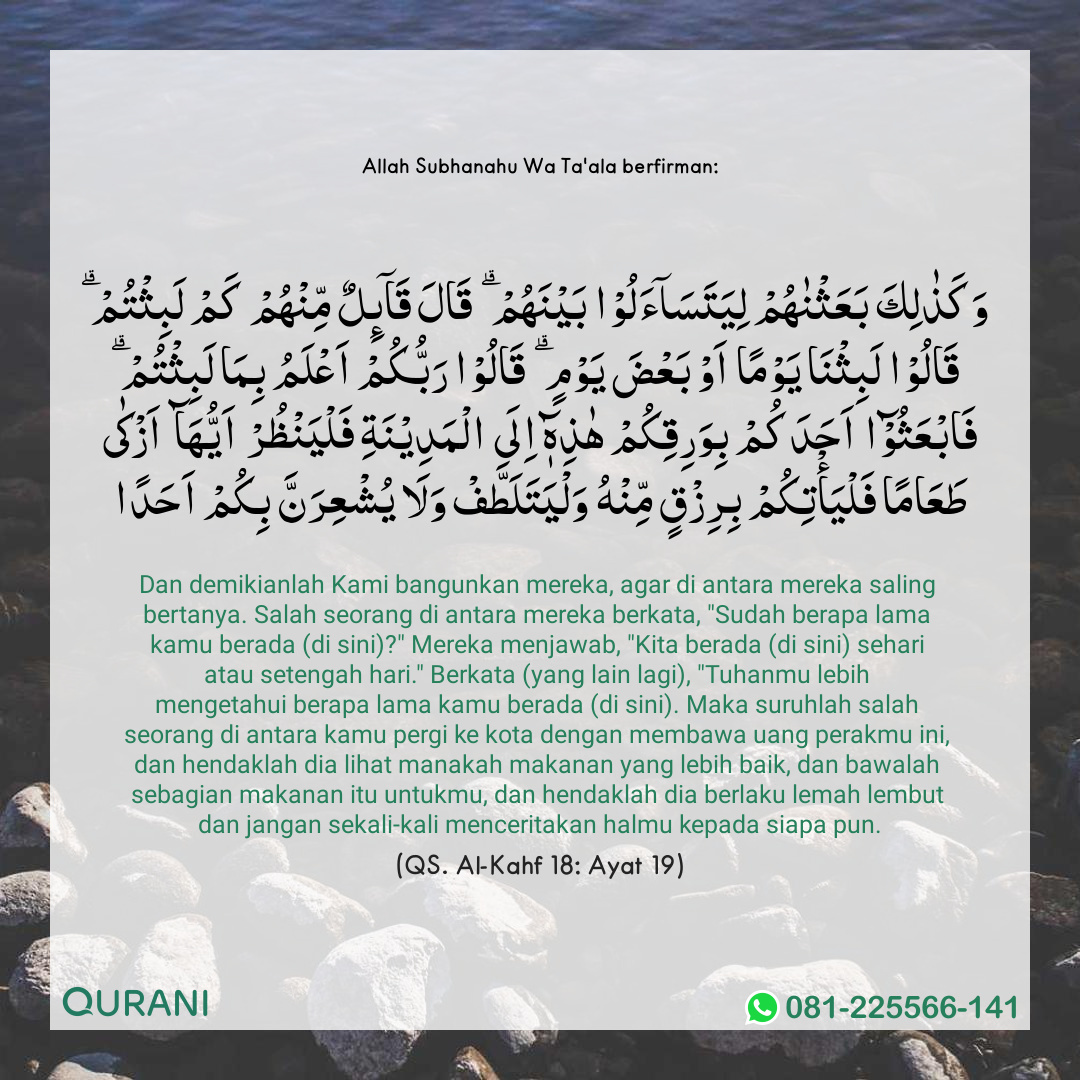 Allah Subhanahu Wa Ta'ala berfirman:
وَكَذٰلِكَ بَعَثْنٰهُمْ لِيَتَسَآءَلُوْا بَيْنَهُمْ ۗ قَالَ قَآىِٕلٌ مِّنْهُمْ كَمْ لَبِثْتُمْ ۗ
قَالُوْا لَبِثْنَا يَوْمًا اَوْ بَعْضَ يَوْمٍ ۗ قَالُوْا رَبُّكُمْ اَعْلَمُ بِمَا لَبِثْتُمْ ۗ
فَابْعَثُوْٓا اَحَدَكُمْ بِوَرِقِكُمْ هٰذِهٖٓ اِلَى الْمَدِيْنَةِ فَلْيَنْظُرْ اَيُّهَآ اَزْكٰى
طَعَامًا فَلْيَأْتِكُمْ بِرِزْقٍ مِّنْهُ وَلْيَتَلَطَّفْ وَلَا يُشْعِرَنَّ بِكُمْ اَحَدًا
Dan demikianlah Kami bangunkan mereka, agar di antara mereka saling
bertanya. Salah seorang di antara mereka berkata, "Sudah berapa lama
kamu berada (di sini)?" Mereka menjawab, "Kita berada (di sini) sehari
atau setengah hari." Berkata (yang lain lagi), "Tuhanmu lebih
mengetahui berapa lama kamu berada (di sini). Maka suruhlah salah
seorang di antara kamu pergi ke kota dengan membawa uang perakmu ini,
dan hendaklah dia lihat manakah makanan yang lebih baik, dan bawalah
sebagian makanan itu untukmu, dan hendaklah dia berlaku lemah lembut
dan jangan sekali-kali menceritakan halmu kepada siapa pun.
(QS. Al-Kahf 18: Ayat 19)
QURANI
081-225566-141